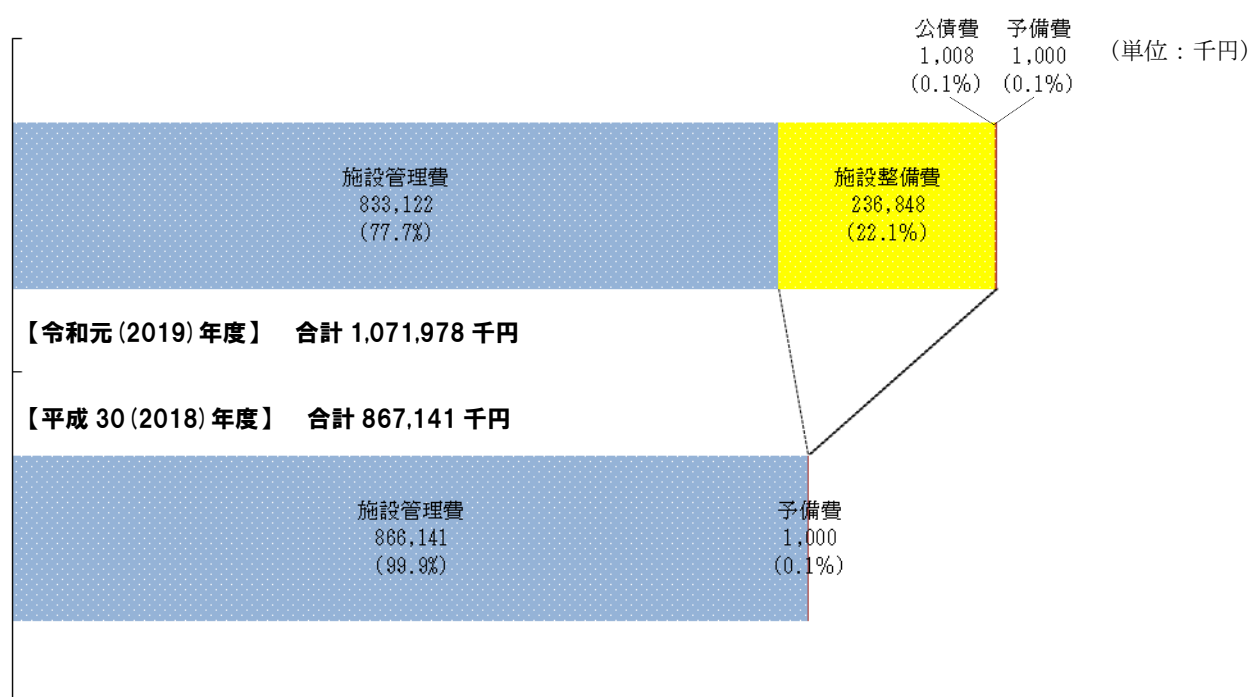 公債費
1,008
(0.1%)
予備費
1,000
(0.1%)
(単位：千円)
施設管理費
833,122
(77.7%)
施設整備費
236,848
(22.1%)
【令和元(2019)年度】　合計 1,071,978 千円
【平成 30(2018)年度】　合計 867,141 千円
施設管理費
866,141
(99.9%)
予備費
1,000
(0.1%)